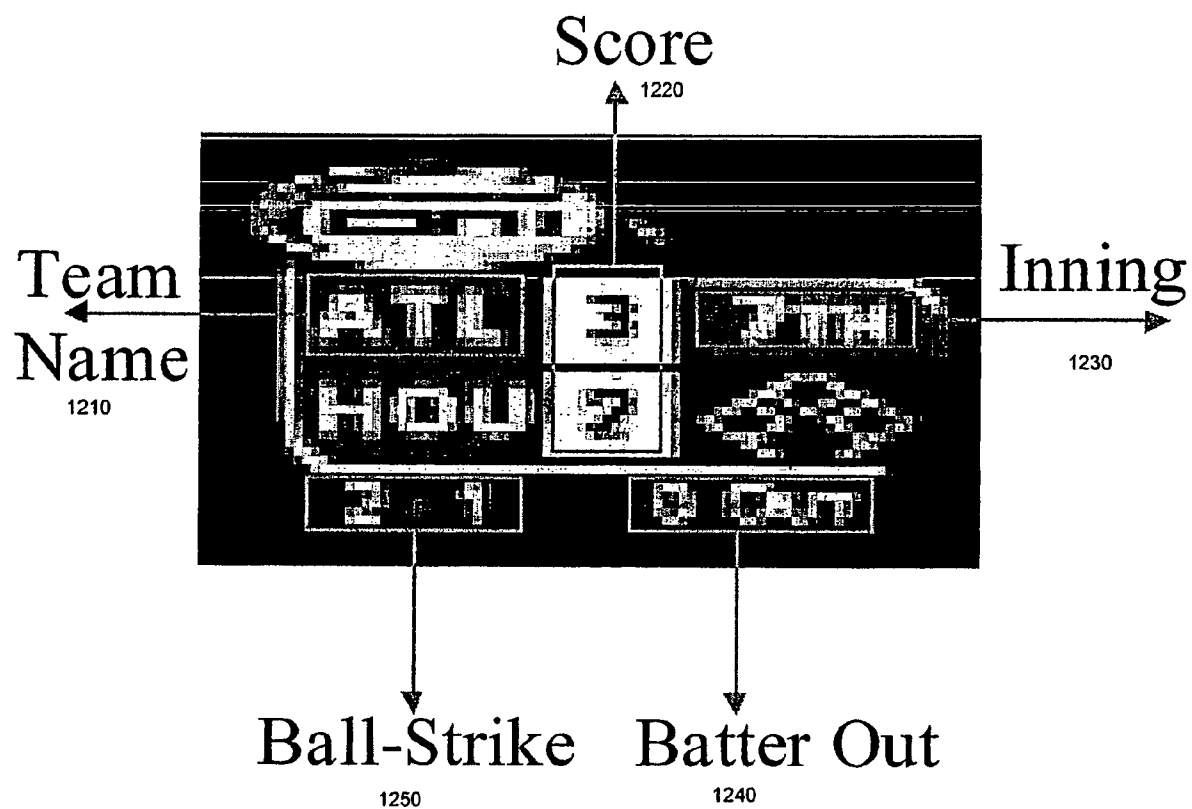 Score
1220
Team
Name
1210
Inning
1230
ATL 3
HOU
2-1
Out
Ball-Strike
1250
Batter Out
1240